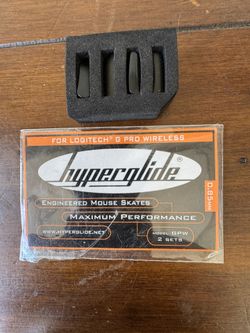 FOR LOGITECH® G PRO WIRELESS
hyperglide®
0.65mm
ENGINEERED MOUSE SKATES
MAXIMUM PERFORMANCE
WWW.HYPERGLIDE.NET
MODEL: GPW
2 SETS